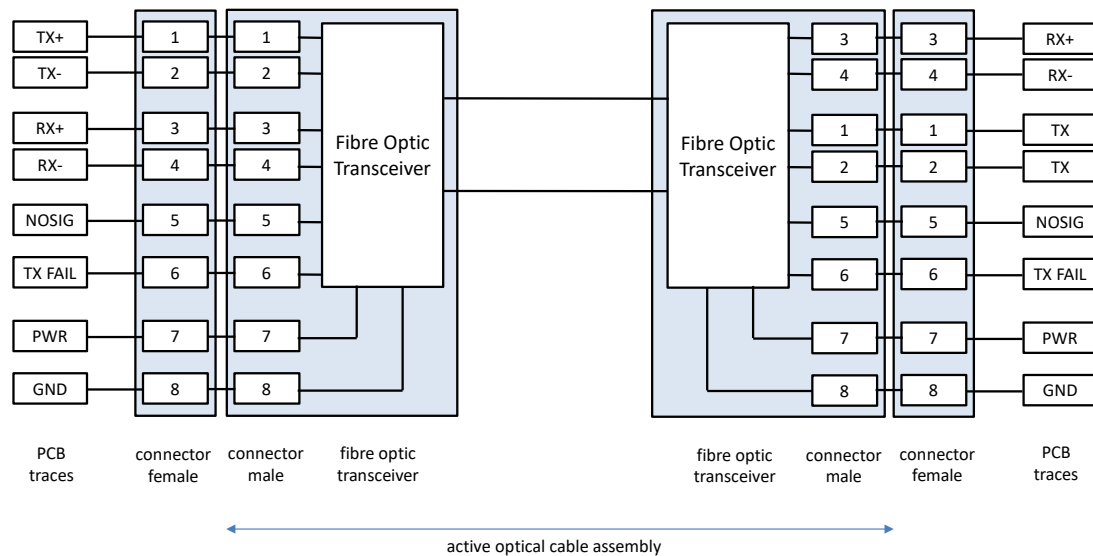 TX+ 1 1 3 3 RX+
TX- 2 2 4 4 RX-
RX+ 3 3 1 1 TX
RX- 4 4 2 2 TX
Fibre Optic
Transceiver
Fibre Optic
Transceiver
NOSIG 5 5 5 5 NOSIG
TX FAIL 6 6 6 6 TX FAIL
PWR 7 7 7 7 PWR
GND 8 8 8 8 GND
PCB
traces
connector
female
connector
male
fibre optic
transceiver
fibre optic
transceiver
connector
male
connector
female
PCB
traces
active optical cable assembly